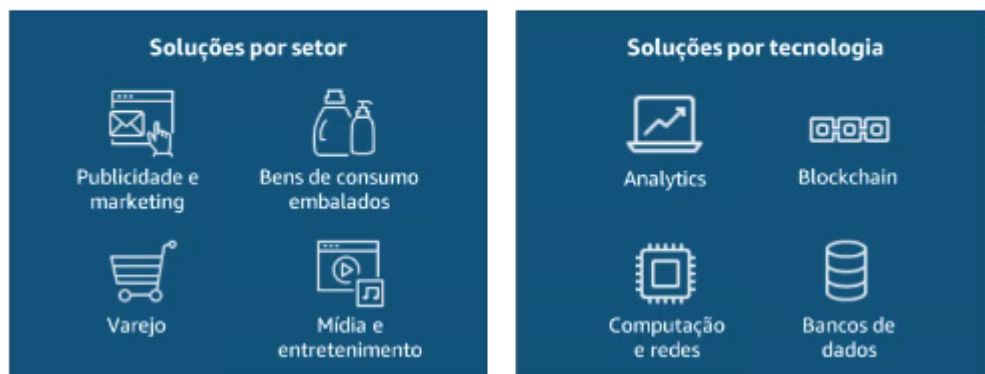 Soluções por setor
Publicidade e
marketing
Bens de consumo
embalados
Varejo
Mídia e
entretenimento
Soluções por tecnologia
Analytics
Blockchain
Computação
e redes
Bancos de
dados